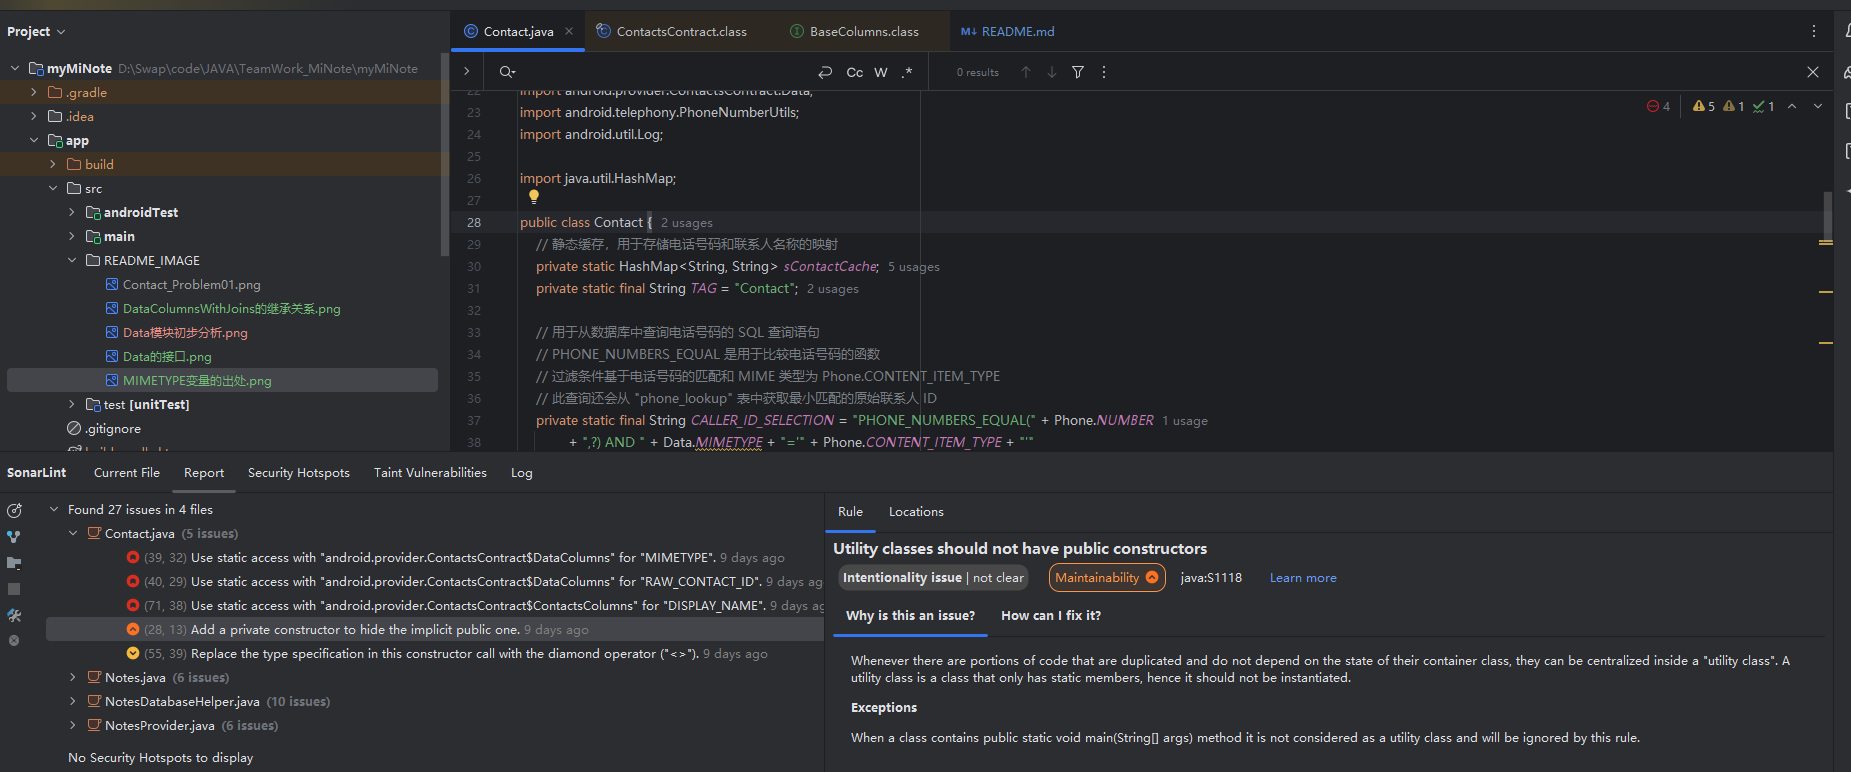 Project
Contact.java
ContactsContract.class
BaseColumns.class
README.md
myMiNote D:\Swap\code\JAVA\TeamWork_MiNote\myMiNote
.gradle
.idea
app
build
src
androidTest
main
README_IMAGE
Contact_Problem01.png
DataColumnsWithJoins的继承关系.png
Data模块初步分析.png
Data的接口.png
MIMETYPE变量的出处.png
test [unitTest]
.gitignore
Cc W .* 0 results
4 5 1 1
22 import android.provider.ContactsContract.Data;
23 import android.telephony.PhoneNumberUtils;
24 import android.util.Log;
25
26 import java.util.HashMap;
27
28 public class Contact { 2 usages
29 // 静态缓存，用于存储电话号码和联系人名称的映射
30 private static HashMap<String, String> sContactCache; 5 usages
31 private static final String TAG = "Contact"; 2 usages
32
33 // 用于从数据库中查询电话号码的 SQL 查询语句
34 // PHONE_NUMBERS_EQUAL 是用于比较电话号码的函数
35 // 过滤条件基于电话号码的匹配和 MIME 类型为 Phone.CONTENT_ITEM_TYPE
36 // 此查询还会从 "phone_lookup" 表中获取最小匹配的原始联系人 ID
37 private static final String CALLER_ID_SELECTION = "PHONE_NUMBERS_EQUAL(" + Phone.NUMBER 1 usage
38 + ",?) AND " + Data.MIMETYPE + "='" + Phone.CONTENT_ITEM_TYPE + "'"
SonarLint Current File Report Security Hotspots Taint Vulnerabilities Log
Found 27 issues in 4 files
Contact.java (5 issues)
(39, 32) Use static access with "android.provider.ContactsContract$DataColumns" for "MIMETYPE". 9 days ago
(40, 29) Use static access with "android.provider.ContactsContract$DataColumns" for "RAW_CONTACT_ID". 9 days ag
(71, 38) Use static access with "android.provider.ContactsContract$ContactsColumns" for "DISPLAY_NAME". 9 days a
(28, 13) Add a private constructor to hide the implicit public one. 9 days ago
(55, 39) Replace the type specification in this constructor call with the diamond operator ("<>"). 9 days ago
Notes.java (6 issues)
NotesDatabaseHelper.java (10 issues)
NotesProvider.java (6 issues)
No Security Hotspots to display
Rule Locations
Utility classes should not have public constructors
Intentionality issue | not clear Maintainability java:S1118 Learn more
Why is this an issue? How can I fix it?
Whenever there are portions of code that are duplicated and do not depend on the state of their container class, they can be centralized inside a "utility class". A
utility class is a class that only has static members, hence it should not be instantiated.
Exceptions
When a class contains public static void main(String[] args) method it is not considered as a utility class and will be ignored by this rule.